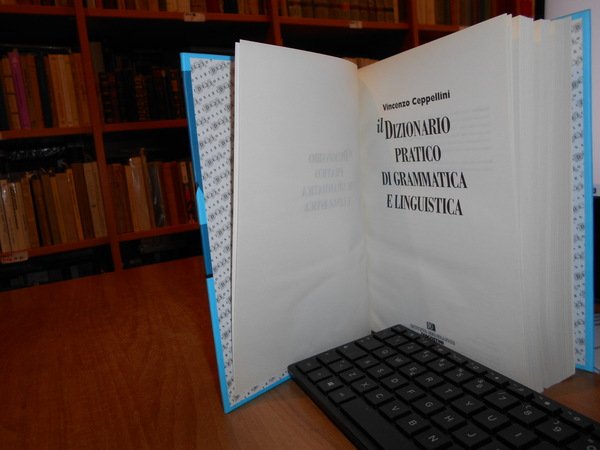 Vincenzo Ceppellini
il DIZIONARIO
PRATICO
DI GRAMMATICA
E LINGUISTICA